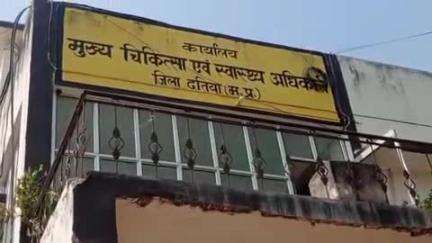 कार्यालय
मुख्य चिकित्सा एवं स्वास्थ्य अधिकारी
जिला दतिया (म.प्र.)